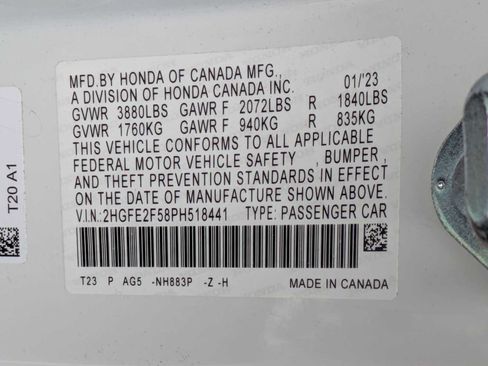 MFD.BY HONDA OF CANADA MFG.,
A DIVISION OF HONDA CANADA INC. 01/'23
GVWR 3880LBS GAWR F 2072LBS R 1840LBS
GVWR 1760KG GAWR F 940KG R 835KG
THIS VEHICLE CONFORMS TO ALL APPLICABLE
FEDERAL MOTOR VEHICLE SAFETY , BUMPER ,
AND THEFT PREVENTION STANDARDS IN EFFECT
ON THE DATE OF MANUFACTURE SHOWN ABOVE.
V.I.N: 2HGFE2F58PH518441 TYPE: PASSENGER CAR
T23 P AG5 -NH883P -Z -H MADE IN CANADA
T20 A1